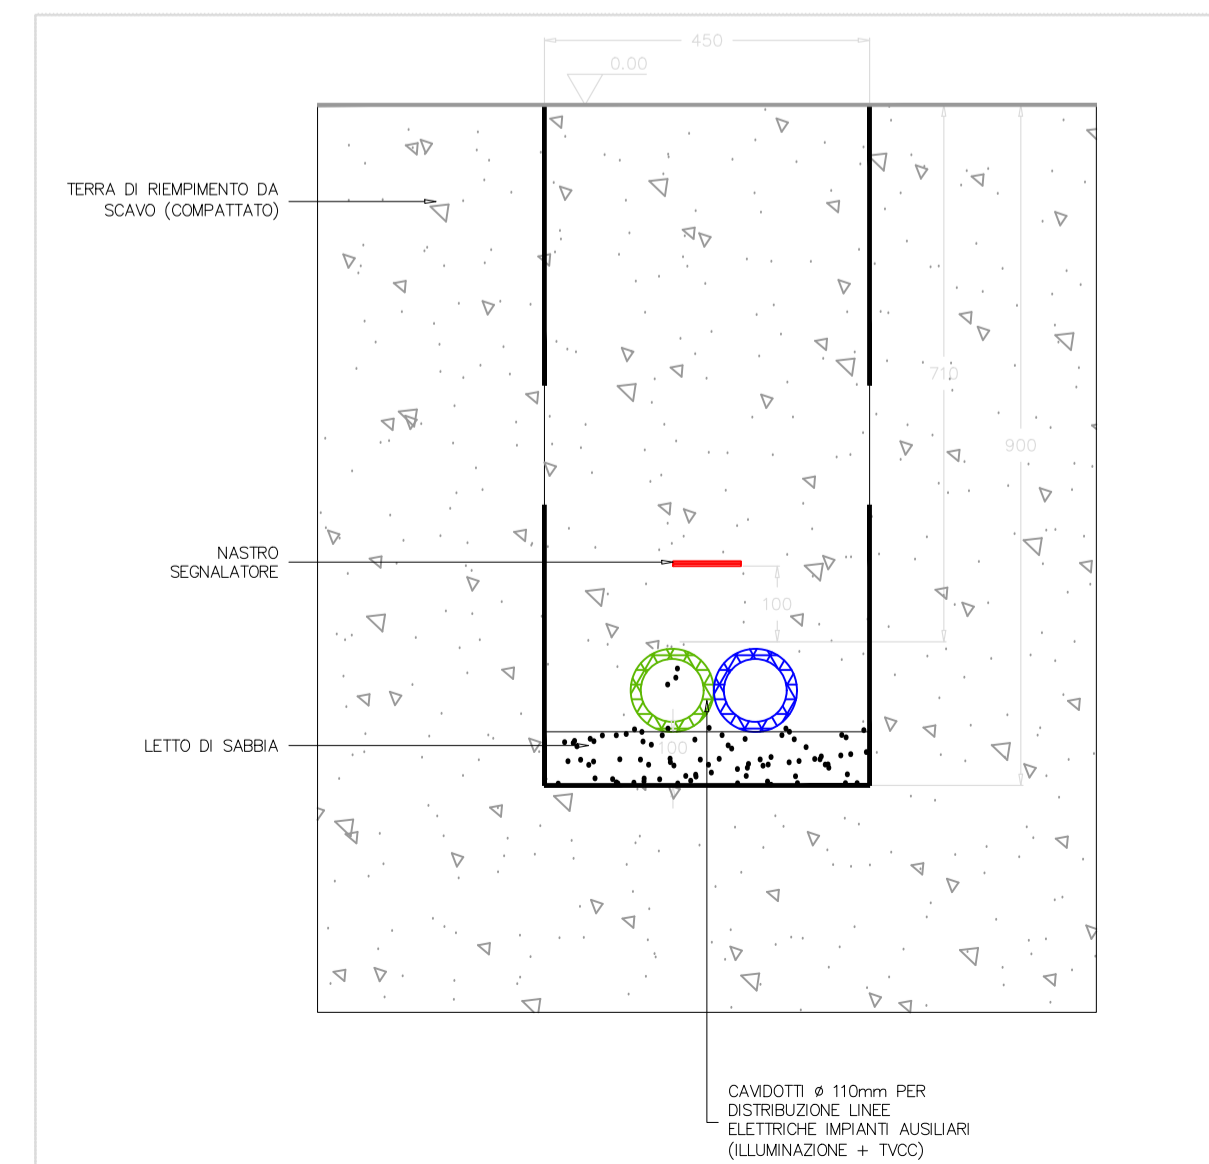 450
0.00
TERRA DI RIEMPIMENTO DA
SCAVO (COMPATTATO)
710
900
NASTRO
SEGNALATORE
100
LETTO DI SABBIA
100
CAVIDOTTI ø 110mm PER
DISTRIBUZIONE LINEE
ELETTRICHE IMPIANTI AUSILIARI
(ILLUMINAZIONE + TVCC)